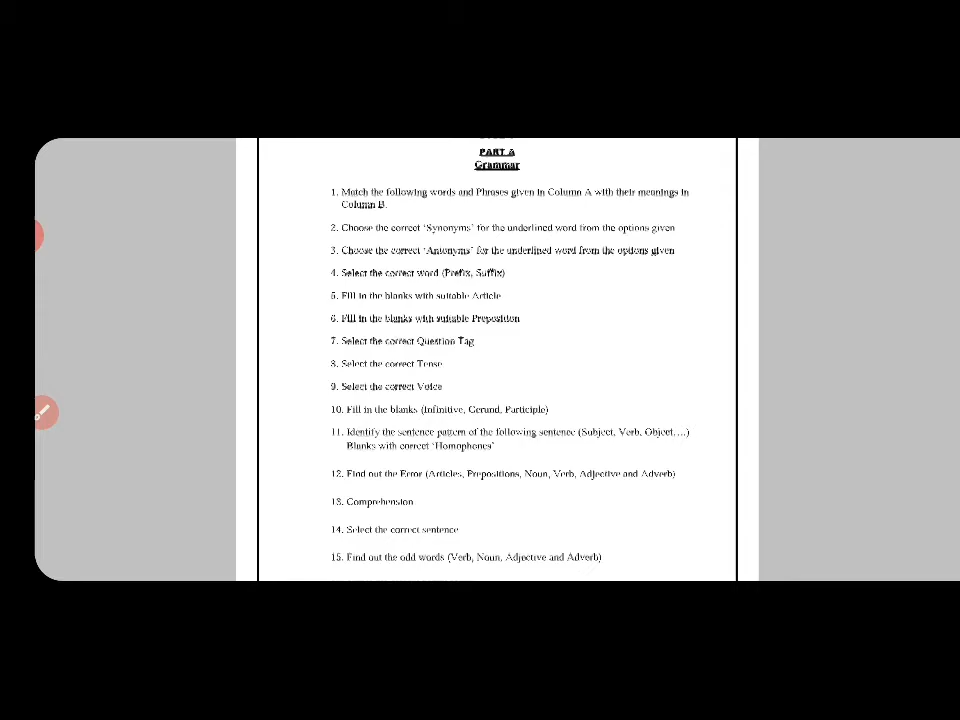 PART A
Grammar
1. Match the following words and Phrases given in Column A with their meanings in
Column B.
2. Choose the correct ‘Synonyms’ for the underlined word from the options given
3. Choose the correct ‘Antonyms’ for the underlined word from the options given
4. Select the correct word (Prefix, Suffix)
5. Fill in the blanks with suitable Article
6. Fill in the blanks with suitable Preposition
7. Select the correct Question Tag
8. Select the correct Tense
9. Select the correct Voice
10. Fill in the blanks (Infinitive, Gerund, Participle)
11. Identify the sentence pattern of the following sentence (Subject, Verb, Object....)
Blanks with correct ‘Homophones’
12. Find out the Error (Articles, Prepositions, Noun, Verb, Adjective and Adverb)
13. Comprehension
14. Select the correct sentence
15. Find out the odd words (Verb, Noun, Adjective and Adverb)